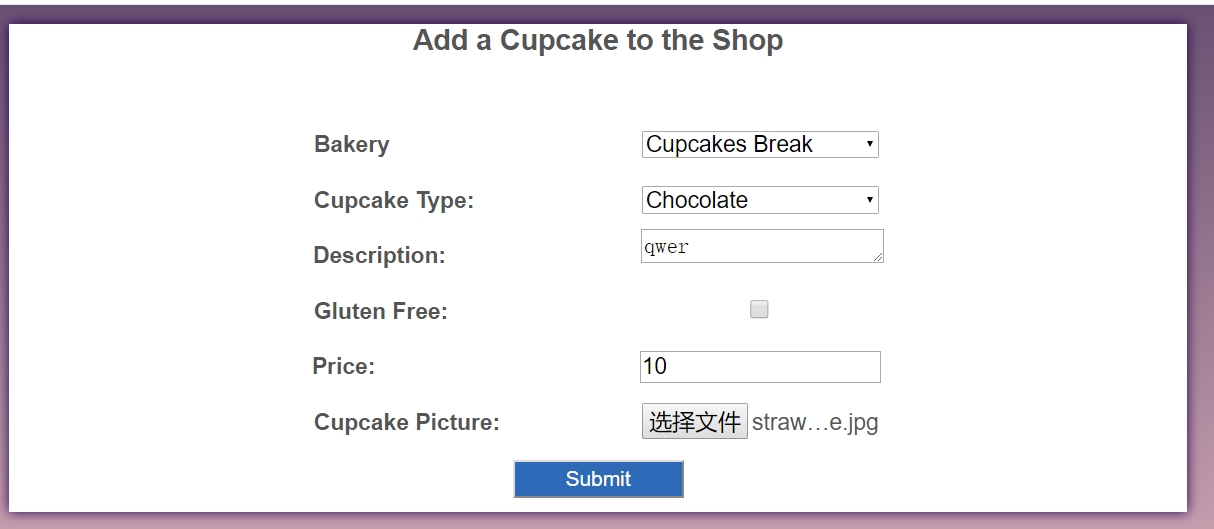 Add a Cupcake to the Shop
Bakery Cupcakes Break
Cupcake Type: Chocolate
Description: qwer
Gluten Free:
Price: 10
Cupcake Picture: 选择文件 straw…e.jpg
Submit